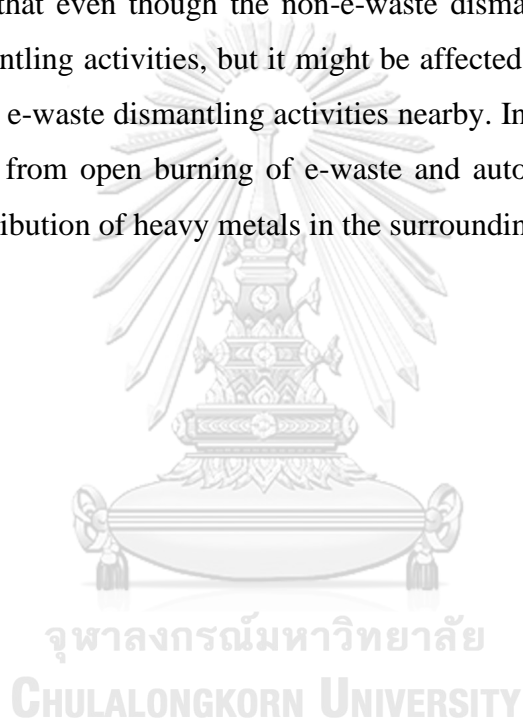 that even though the non-e-waste disma
ntling activities, but it might be affected
e-waste dismantling activities nearby. In
from open burning of e-waste and auto
ribution of heavy metals in the surroundin
จุฬาลงกรณ์มหาวิทยาลัย
CHULALONGKORN UNIVERSITY